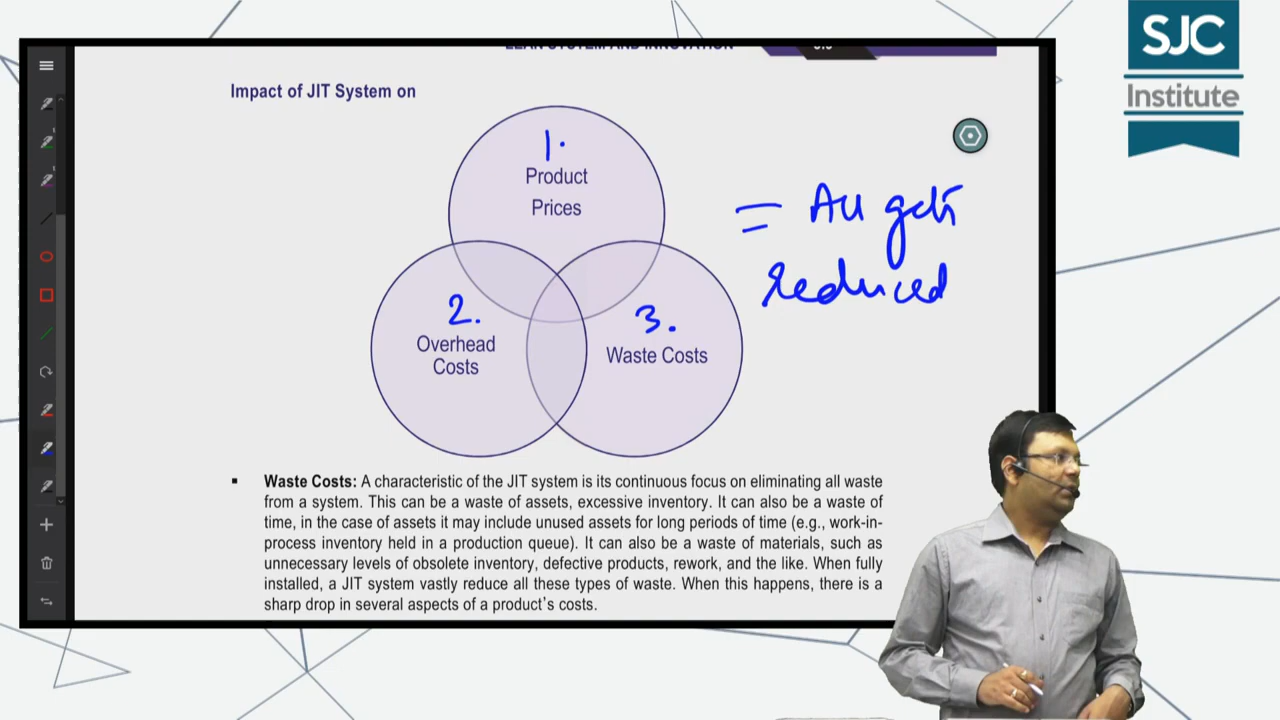 SJC
Institute
LEAN SYSTEM AND INNOVATION
Impact of JIT System on
1.
Product
Prices
= All gets
reduced
2.
Overhead
Costs
3.
Waste Costs
▪ Waste Costs: A characteristic of the JIT system is its continuous focus on eliminating all waste
from a system. This can be a waste of assets, excessive inventory. It can also be a waste of
time, in the case of assets it may include unused assets for long periods of time (e.g., work-in-
process inventory held in a production queue). It can also be a waste of materials, such as
unnecessary levels of obsolete inventory, defective products, rework, and the like. When fully
installed, a JIT system vastly reduce all these types of waste. When this happens, there is a
sharp drop in several aspects of a product's costs.